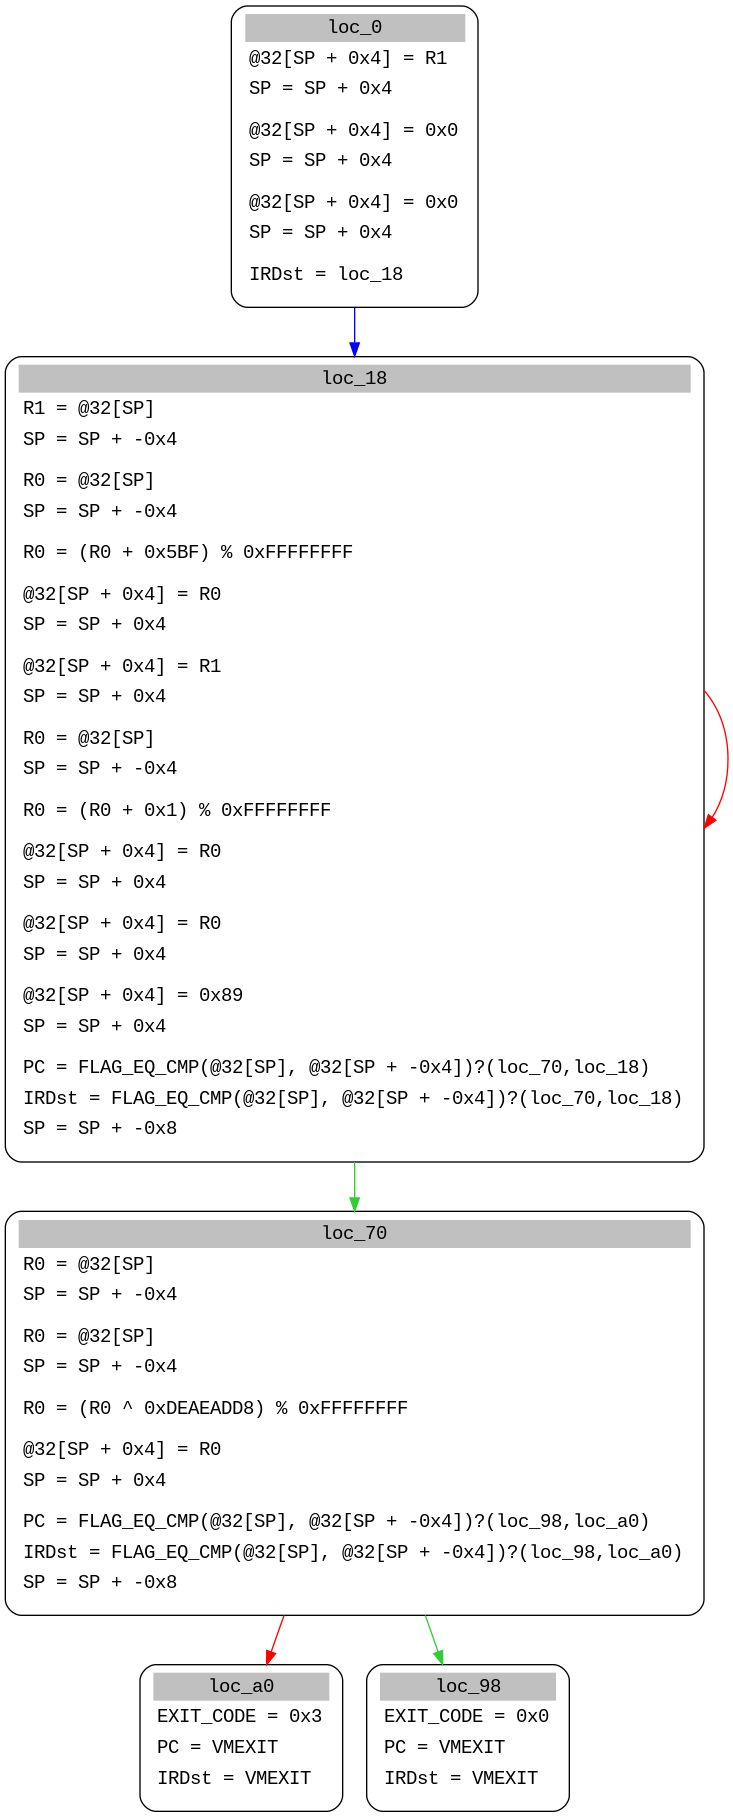 loc_0
@32[SP + 0x4] = R1
SP = SP + 0x4
@32[SP + 0x4] = 0x0
SP = SP + 0x4
@32[SP + 0x4] = 0x0
SP = SP + 0x4
IRDst = loc_18
loc_18
R1 = @32[SP]
SP = SP + -0x4
R0 = @32[SP]
SP = SP + -0x4
R0 = (R0 + 0x5BF) % 0xFFFFFFFF
@32[SP + 0x4] = R0
SP = SP + 0x4
@32[SP + 0x4] = R1
SP = SP + 0x4
R0 = @32[SP]
SP = SP + -0x4
R0 = (R0 + 0x1) % 0xFFFFFFFF
@32[SP + 0x4] = R0
SP = SP + 0x4
@32[SP + 0x4] = R0
SP = SP + 0x4
@32[SP + 0x4] = 0x89
SP = SP + 0x4
PC = FLAG_EQ_CMP(@32[SP], @32[SP + -0x4])?(loc_70,loc_18)
IRDst = FLAG_EQ_CMP(@32[SP], @32[SP + -0x4])?(loc_70,loc_18)
SP = SP + -0x8
loc_70
R0 = @32[SP]
SP = SP + -0x4
R0 = @32[SP]
SP = SP + -0x4
R0 = (R0 ^ 0xDEAEADD8) % 0xFFFFFFFF
@32[SP + 0x4] = R0
SP = SP + 0x4
PC = FLAG_EQ_CMP(@32[SP], @32[SP + -0x4])?(loc_98,loc_a0)
IRDst = FLAG_EQ_CMP(@32[SP], @32[SP + -0x4])?(loc_98,loc_a0)
SP = SP + -0x8
loc_a0
EXIT_CODE = 0x3
PC = VMEXIT
IRDst = VMEXIT
loc_98
EXIT_CODE = 0x0
PC = VMEXIT
IRDst = VMEXIT